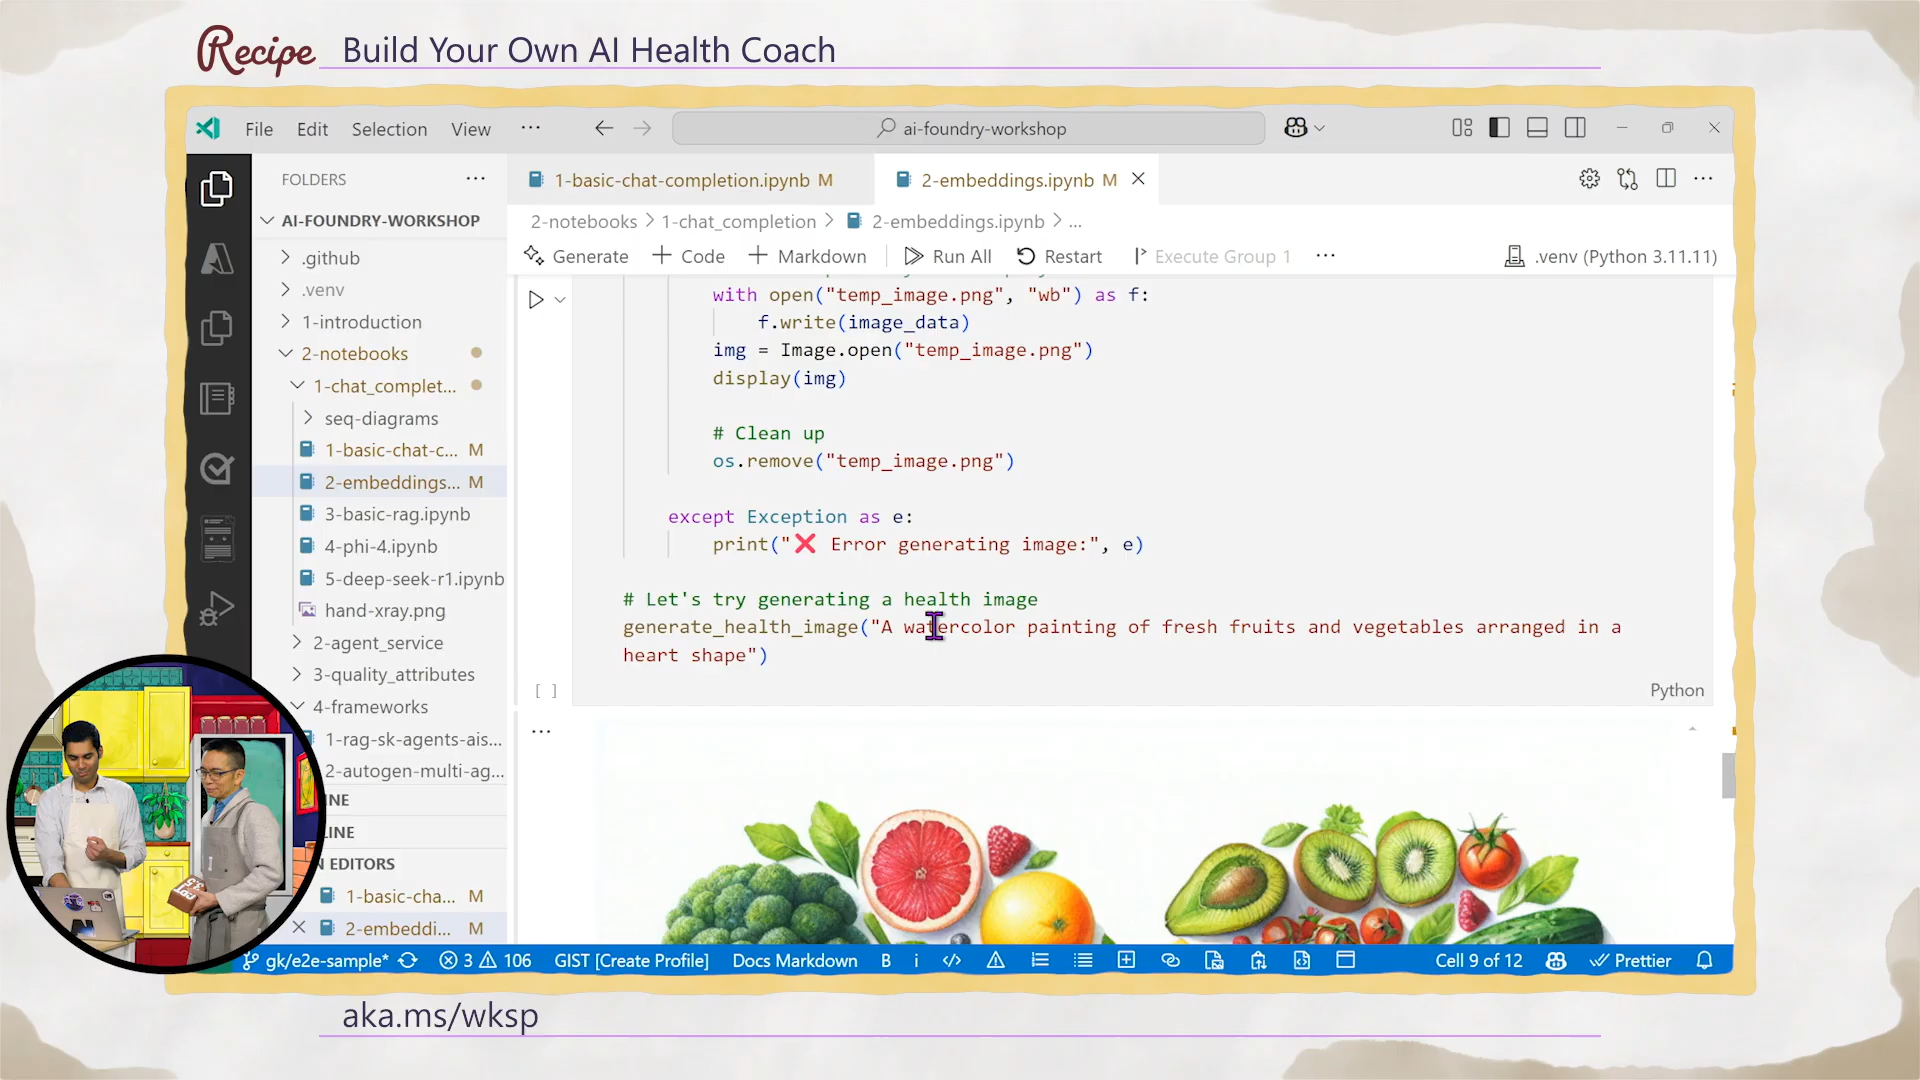 Recipe Build Your Own AI Health Coach
File Edit Selection View ... ai-foundry-workshop
FOLDERS ...
1-basic-chat-completion.ipynb M 2-embeddings.ipynb M
AI-FOUNDRY-WORKSHOP
2-notebooks > 1-chat_completion > 2-embeddings.ipynb > ...
Generate + Code + Markdown Run All Restart Execute Group 1 ... .venv (Python 3.11.11)
.github
.venv
1-introduction
2-notebooks
1-chat_complet...
seq-diagrams
1-basic-chat-c... M
2-embeddings... M
3-basic-rag.ipynb
4-phi-4.ipynb
5-deep-seek-r1.ipynb
hand-xray.png
2-agent_service
3-quality_attributes
4-frameworks
1-rag-sk-agents-ais...
2-autogen-multi-ag...
INE
LINE
N EDITORS
1-basic-cha... M
2-embeddi... M
with open("temp_image.png", "wb") as f:
f.write(image_data)
img = Image.open("temp_image.png")
display(img)
# Clean up
os.remove("temp_image.png")
except Exception as e:
print("❌ Error generating image:", e)
# Let's try generating a health image
generate_health_image("A watercolor painting of fresh fruits and vegetables arranged in a
heart shape")
[ ] Python
...
gk/e2e-sample* 3 106 GIST [Create Profile] Docs Markdown B i </> Cell 9 of 12 Prettier
aka.ms/wksp